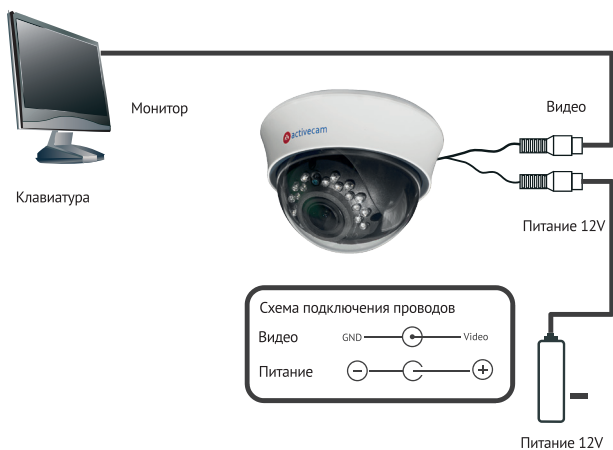 Монитор
Видео
activecam
Клавиатура
Питание 12V
Схема подключения проводов
Видео GND Video
Питание − +
Питание 12V